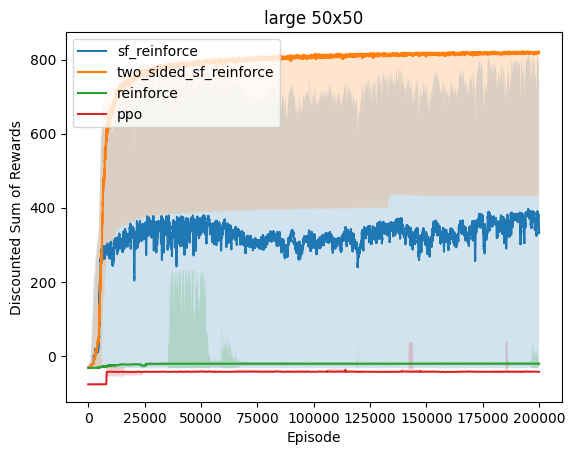 large 50x50
sf_reinforce
two_sided_sf_reinforce
reinforce
ppo
Discounted Sum of Rewards
800
600
400
200
0
0 25000 50000 75000 100000 125000 150000 175000 200000
Episode